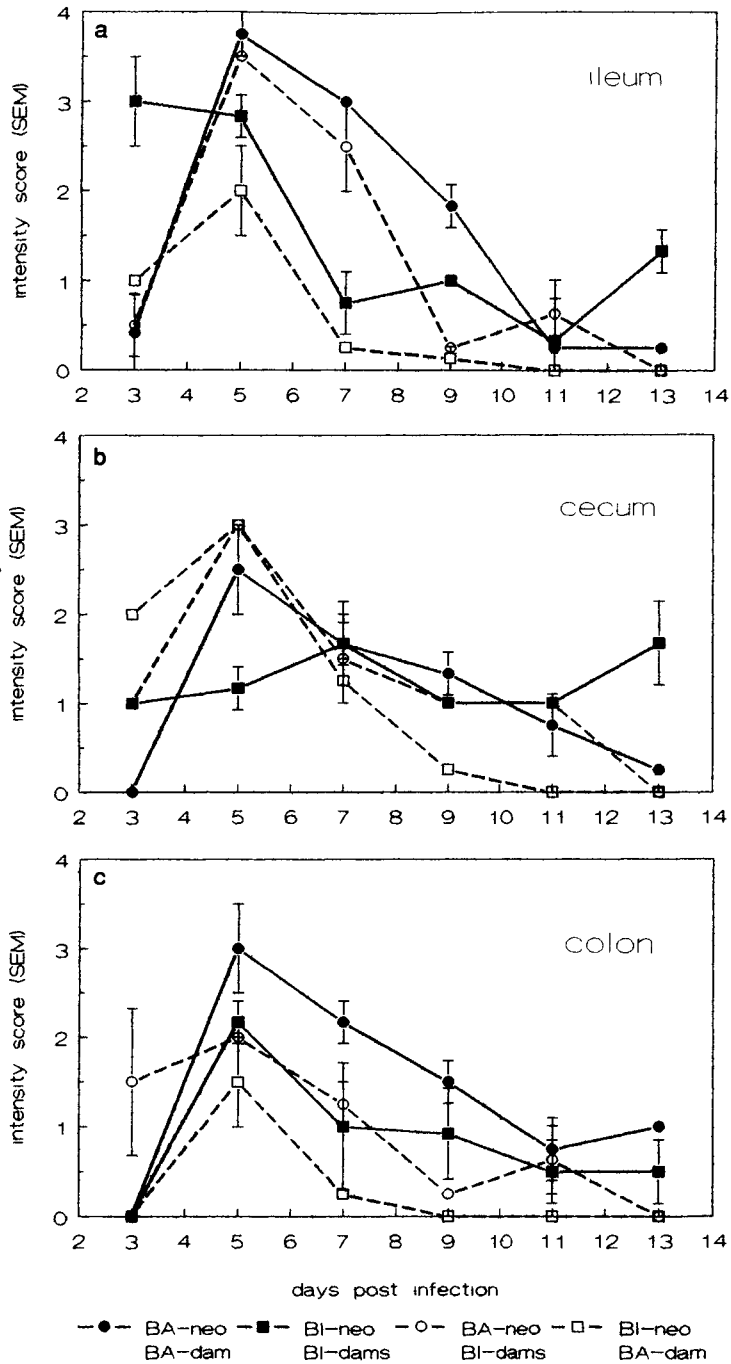 a
ileum
intensity score (SEM)
4
3
2
1
0
2 3 4 5 6 7 8 9 10 11 12 13 14
b
cecum
intensity score (SEM)
4
3
2
1
0
2 3 4 5 6 7 8 9 10 11 12 13 14
c
colon
intensity score (SEM)
4
3
2
1
0
2 3 4 5 6 7 8 9 10 11 12 13 14
days post infection
BA-neo BI-neo BA-neo BI-neo
BA-dam BI-dams BI-dams BA-dam